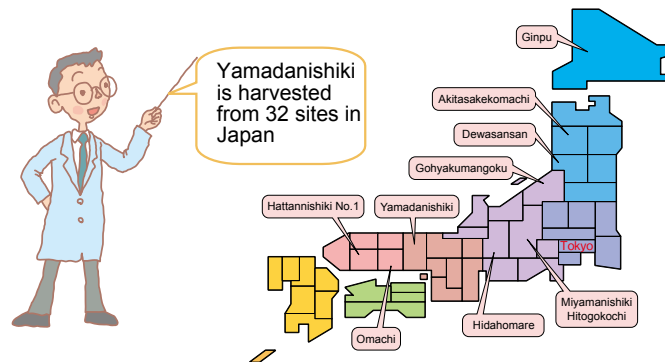 Yamadanishiki
is harvested
from 32 sites in
Japan
Ginpu
Akitasakekomachi
Dewasansan
Gohyakumangoku
Hattannishiki No.1
Yamadanishiki
Tokyo
Miyamanishiki
Hitogokochi
Hidahomare
Omachi